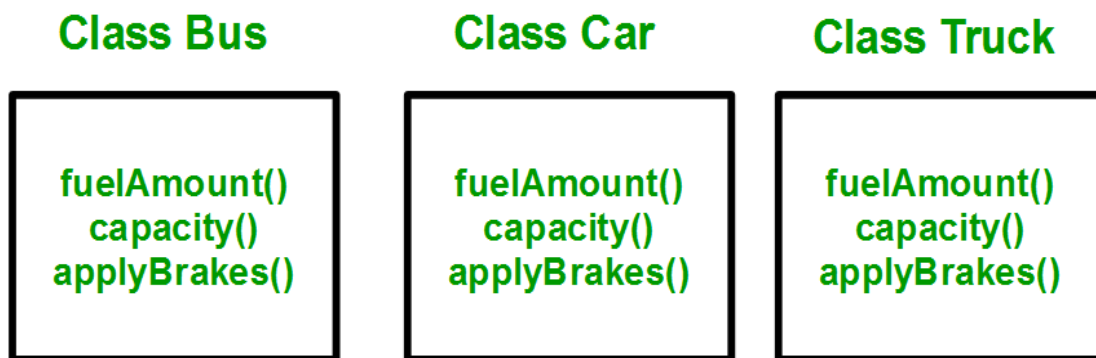 Class Bus
fuelAmount()
capacity()
applyBrakes()
Class Car
fuelAmount()
capacity()
applyBrakes()
Class Truck
fuelAmount()
capacity()
applyBrakes()